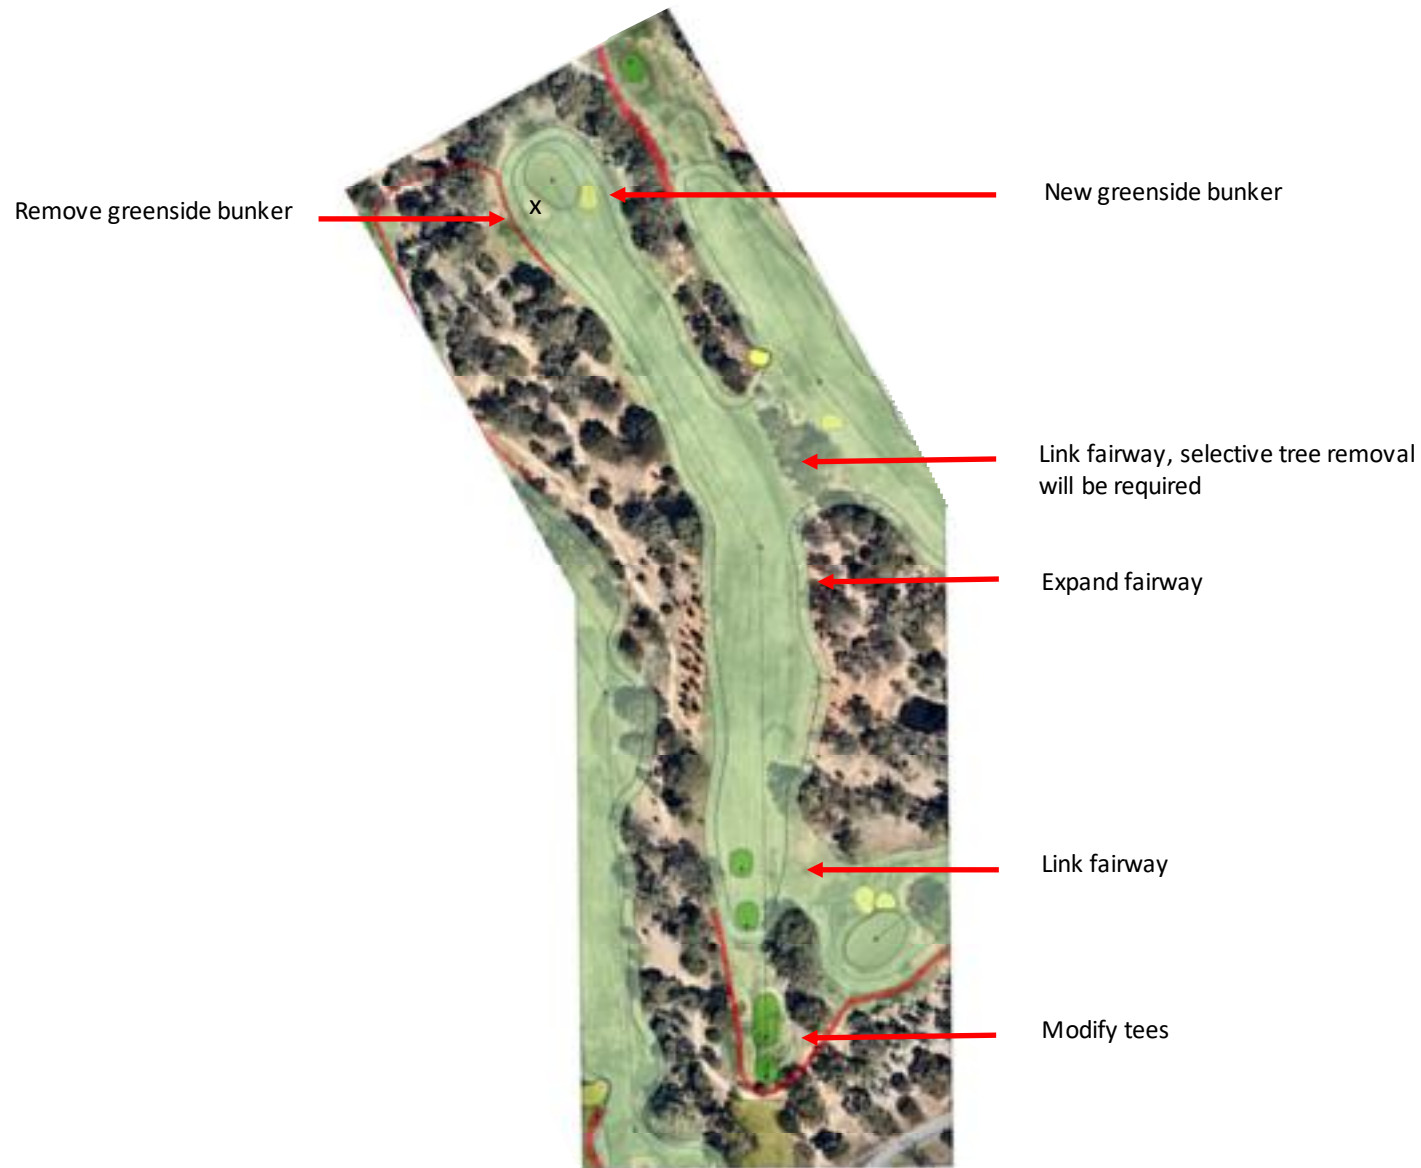 New greenside bunker
Remove greenside bunker
x
Link fairway, selective tree removal
will be required
Expand fairway
Link fairway
Modify tees